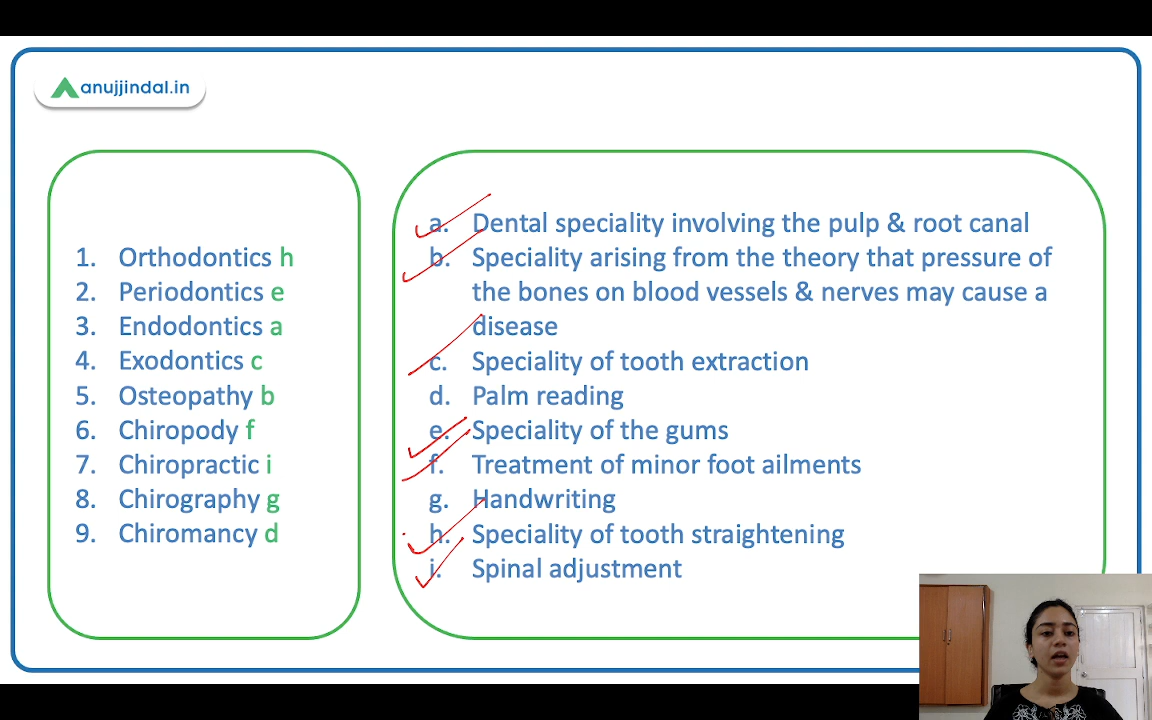 anujjindal.in
1. Orthodontics h
2. Periodontics e
3. Endodontics a
4. Exodontics c
5. Osteopathy b
6. Chiropody f
7. Chiropractic i
8. Chirography g
9. Chiromancy d
a. Dental speciality involving the pulp & root canal
b. Speciality arising from the theory that pressure of
the bones on blood vessels & nerves may cause a
disease
c. Speciality of tooth extraction
d. Palm reading
e. Speciality of the gums
f. Treatment of minor foot ailments
g. Handwriting
h. Speciality of tooth straightening
i. Spinal adjustment